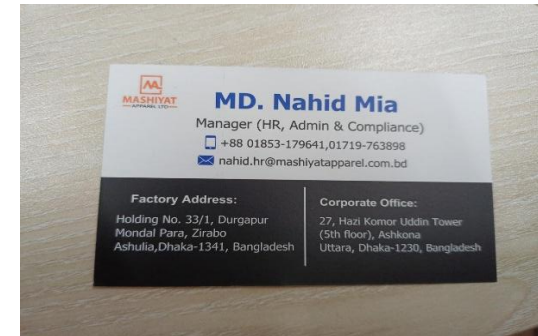 MASHIYAT
APPAREL LTD
MD. Nahid Mia
Manager (HR, Admin & Compliance)
+88 01853-179641,01719-763898
nahid.hr@mashiyatapparel.com.bd
Factory Address:
Holding No. 33/1, Durgapur
Mondal Para, Zirabo
Ashulia,Dhaka-1341, Bangladesh
Corporate Office:
27, Hazi Komor Uddin Tower
(5th floor), Ashkona
Uttara, Dhaka-1230, Bangladesh